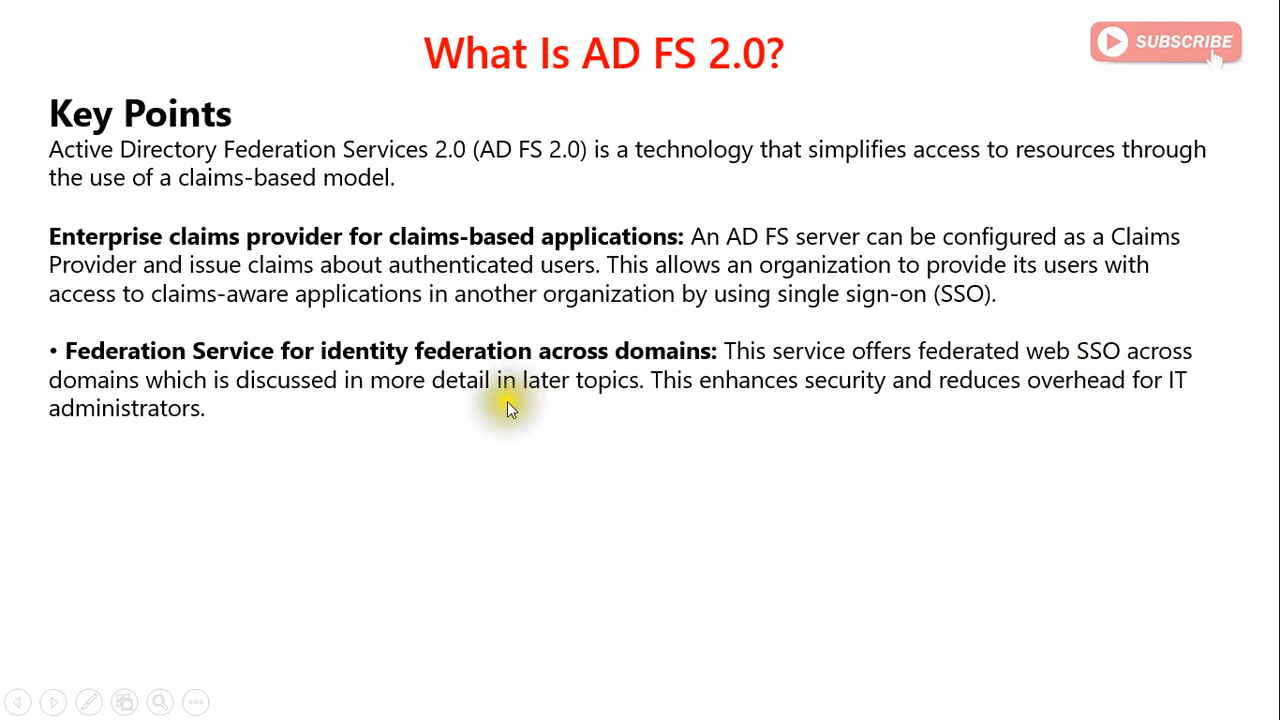 What Is AD FS 2.0?
SUBSCRIBE
Key Points
Active Directory Federation Services 2.0 (AD FS 2.0) is a technology that simplifies access to resources through
the use of a claims-based model.
Enterprise claims provider for claims-based applications: An AD FS server can be configured as a Claims
Provider and issue claims about authenticated users. This allows an organization to provide its users with
access to claims-aware applications in another organization by using single sign-on (SSO).
• Federation Service for identity federation across domains: This service offers federated web SSO across
domains which is discussed in more detail in later topics. This enhances security and reduces overhead for IT
administrators.